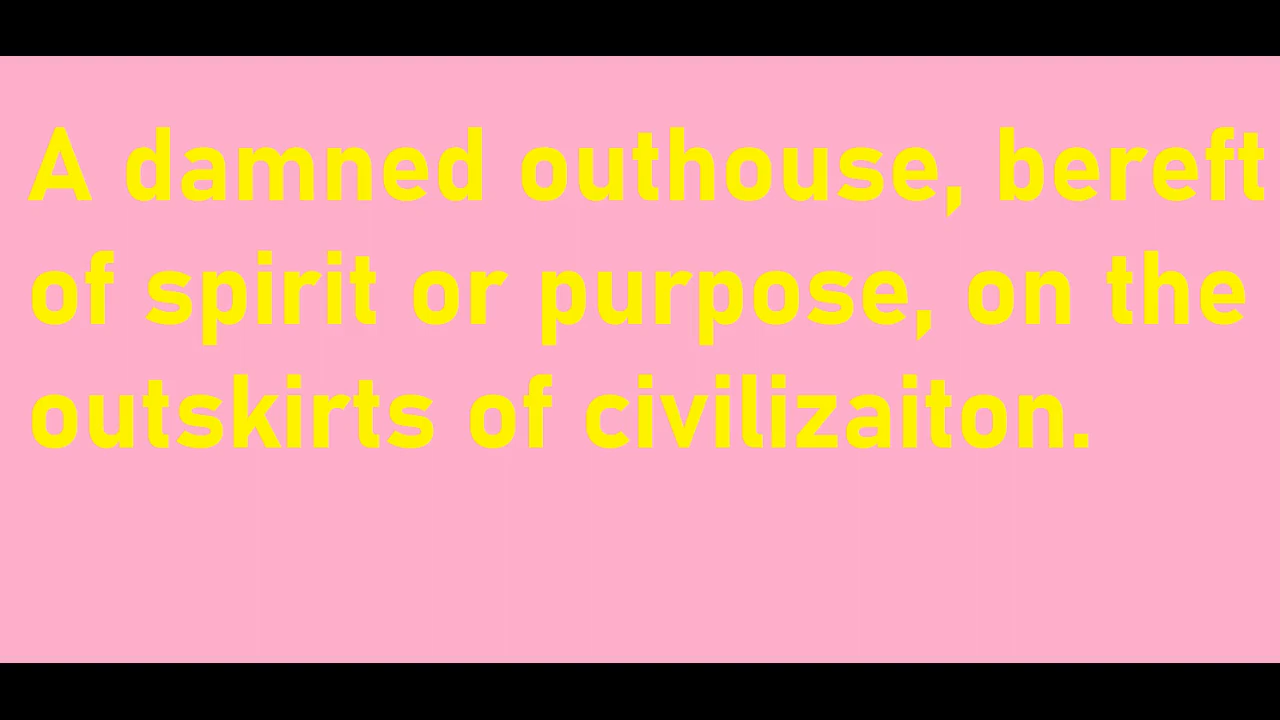 A damned outhouse, bereft
of spirit or purpose, on the
outskirts of civilizaiton.